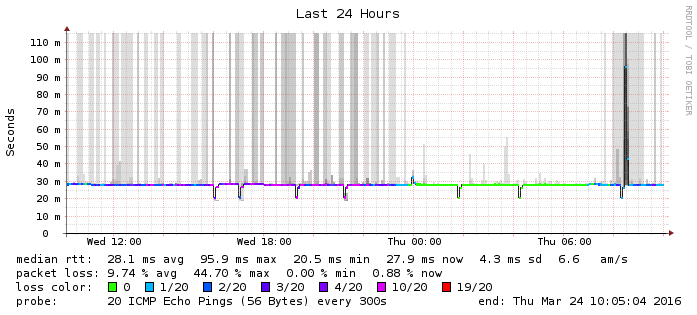 Last 24 Hours
RRDTOOL / TOBI OETIKER
Seconds
110 m
100 m
90 m
80 m
70 m
60 m
50 m
40 m
30 m
20 m
10 m
0
Wed 12:00 Wed 18:00 Thu 00:00 Thu 06:00
median rtt: 28.1 ms avg 95.9 ms max 20.5 ms min 27.9 ms now 4.3 ms sd 6.6 am/s
packet loss: 9.74 % avg 44.70 % max 0.00 % min 0.88 % now
loss color: 0 1/20 2/20 3/20 4/20 10/20 19/20
probe: 20 ICMP Echo Pings (56 Bytes) every 300s end: Thu Mar 24 10:05:04 2016